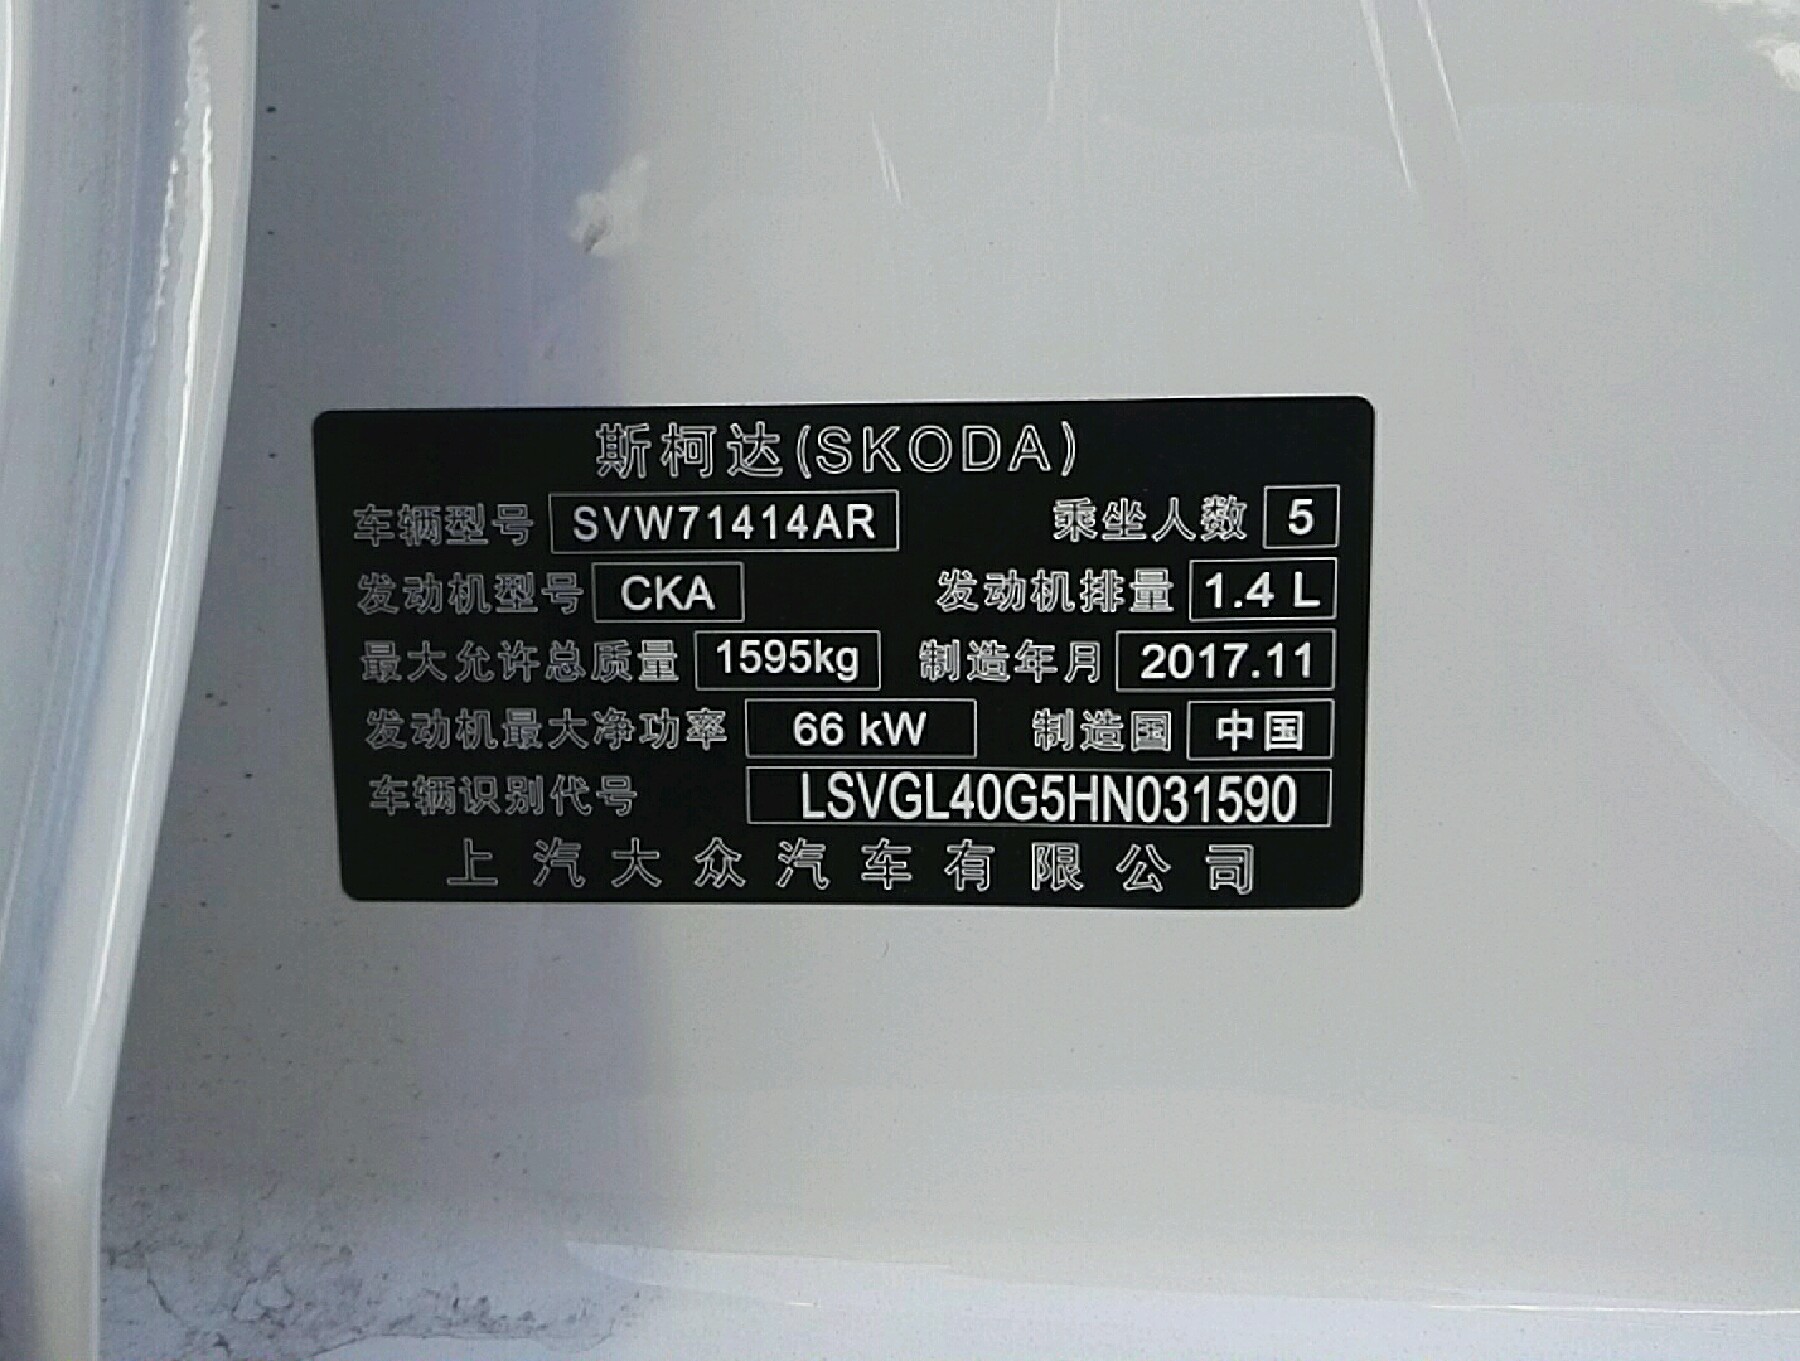 斯柯达(SKODA)
车辆型号 SVW71414AR 乘坐人数 5
发动机型号 CKA 发动机排量 1.4 L
最大允许总质量 1595kg 制造年月 2017.11
发动机最大净功率 66 kW 制造国 中国
车辆识别代号 LSVGL40G5HN031590
上汽大众汽车有限公司